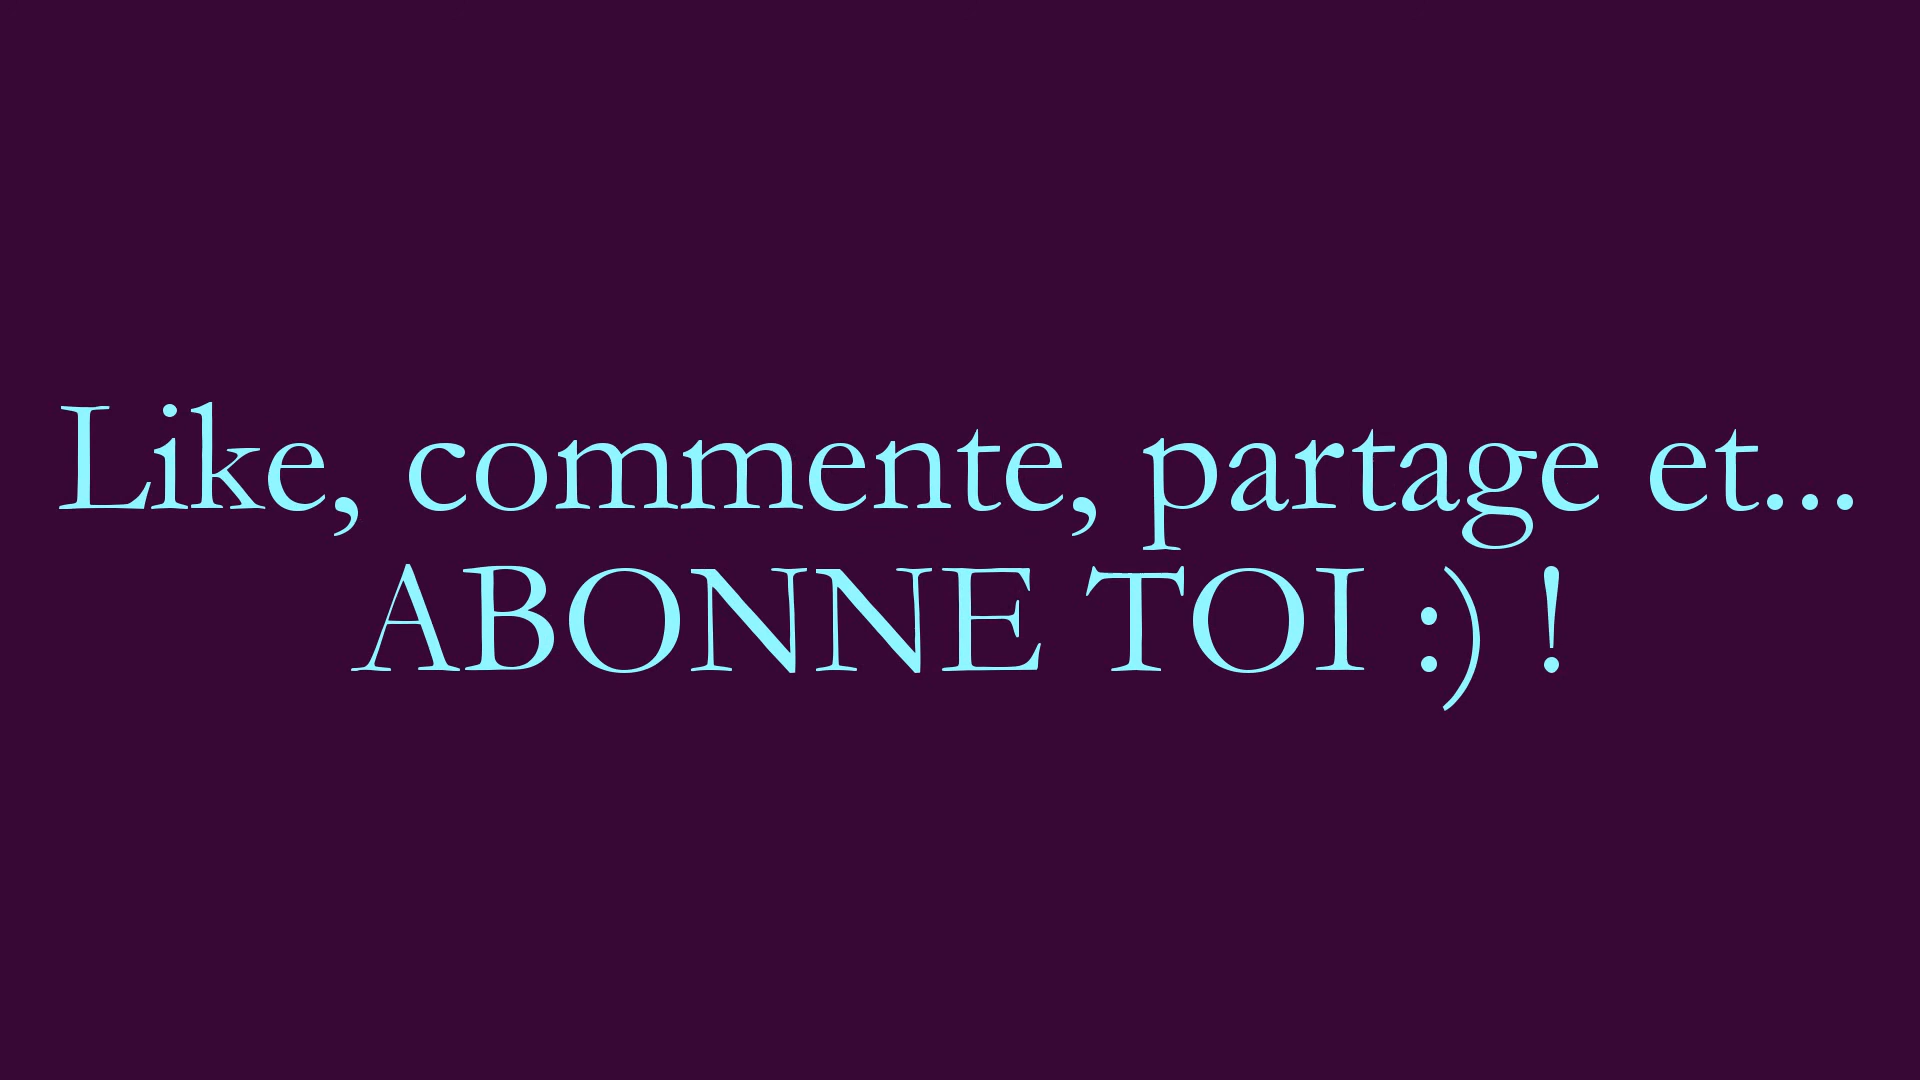 Like, commente, partage et...
ABONNE TOI :) !